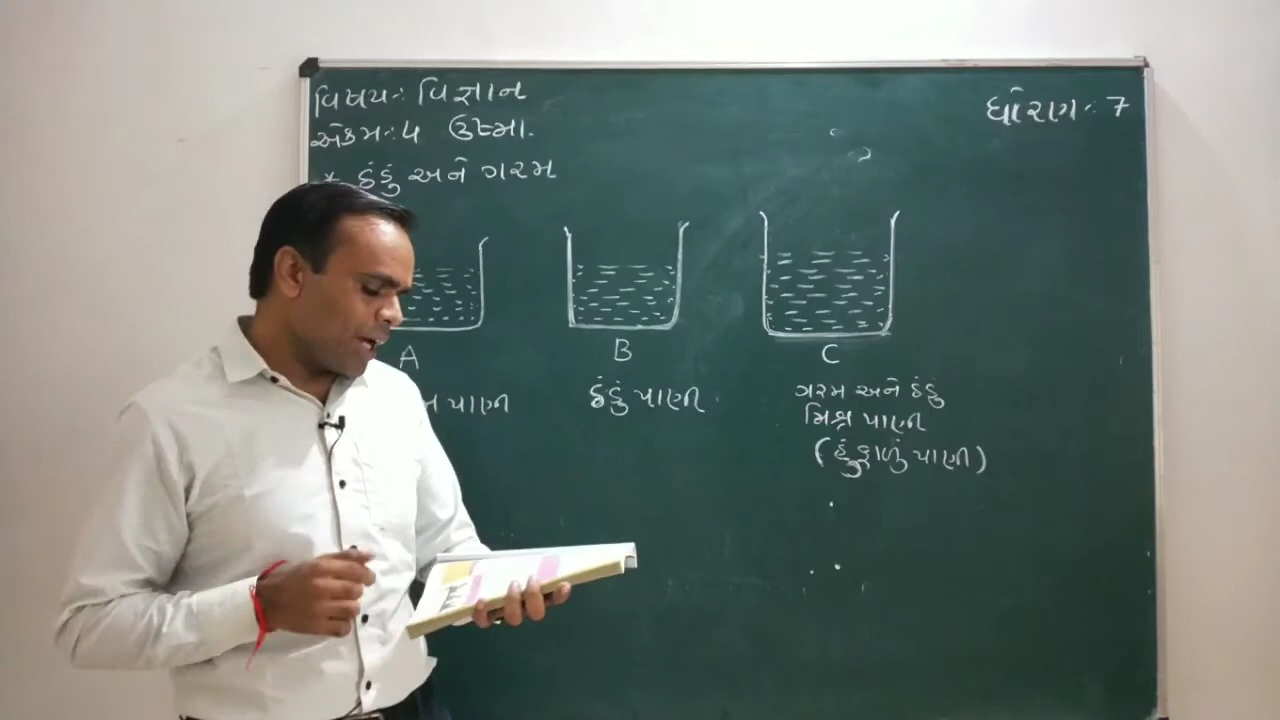 વિષય: વિજ્ઞાન
ધોરણ: 7
એકમ: 4 ઉષ્મા.
* ઠંડું અને ગરમ
A
B
C
પાણી
ઠંડું પાણી
ગરમ અને ઠંડું
મિશ્ર પાણી
(હુંફાળું પાણી)